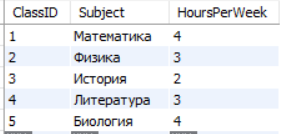 ClassID Subject HoursPerWeek
1 Математика 4
2 Физика 3
3 История 2
4 Литература 3
5 Биология 4